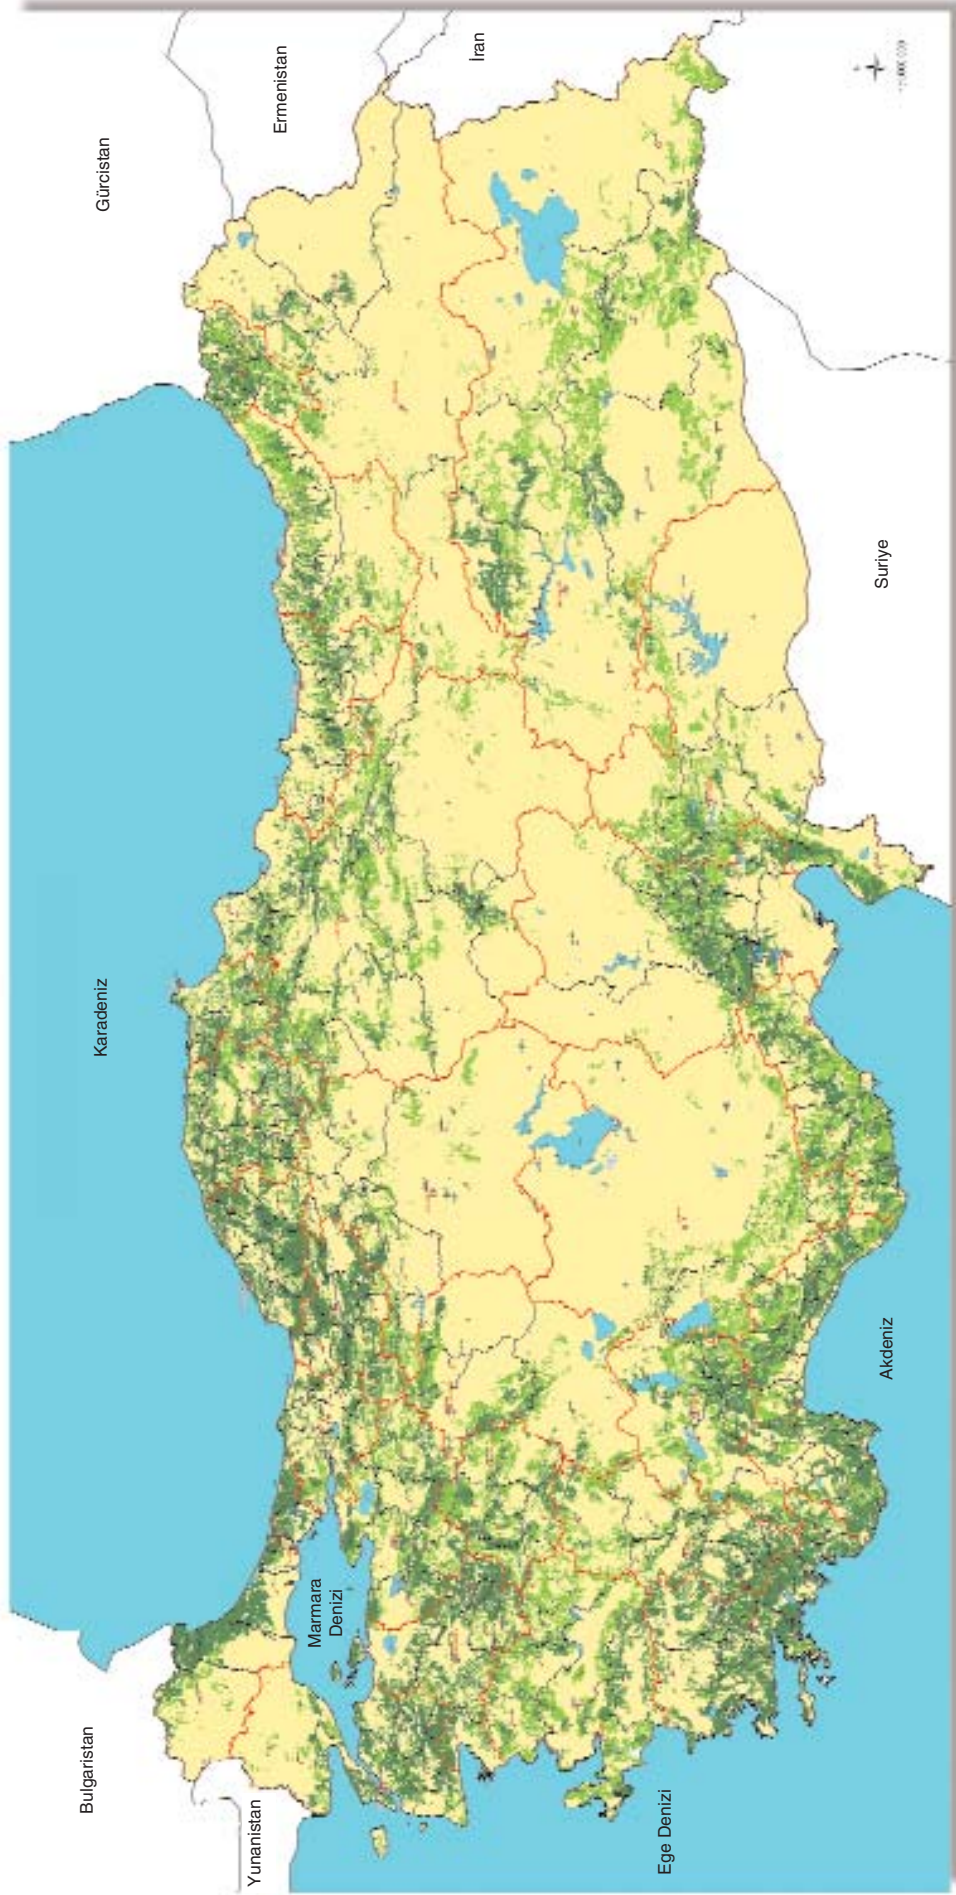 Bulgaristan
Yunanistan
Karadeniz
Gürcistan
Ermenistan
İran
Marmara
Denizi
Ege Denizi
Akdeniz
Suriye